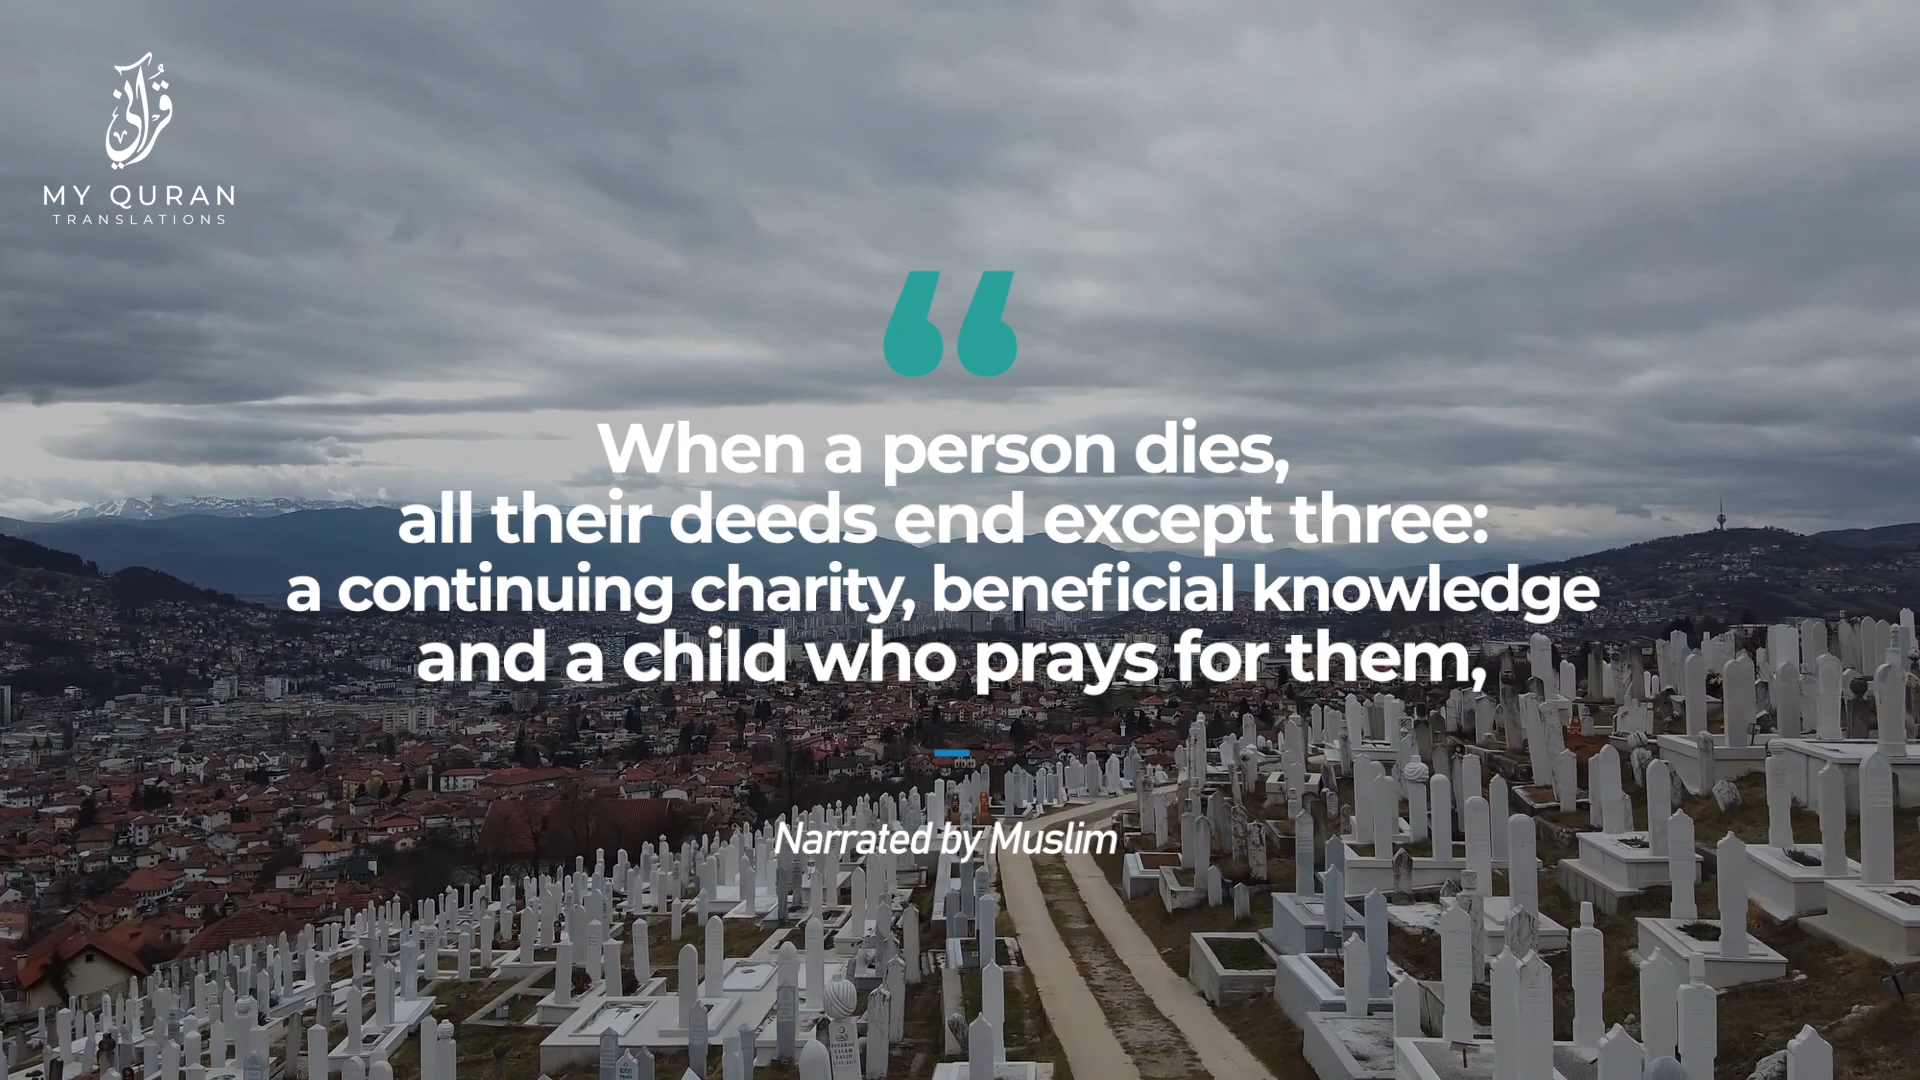 قرآني
MY QURAN
TRANSLATIONS
When a person dies,
all their deeds end except three:
a continuing charity, beneficial knowledge
and a child who prays for them,
Narrated by Muslim